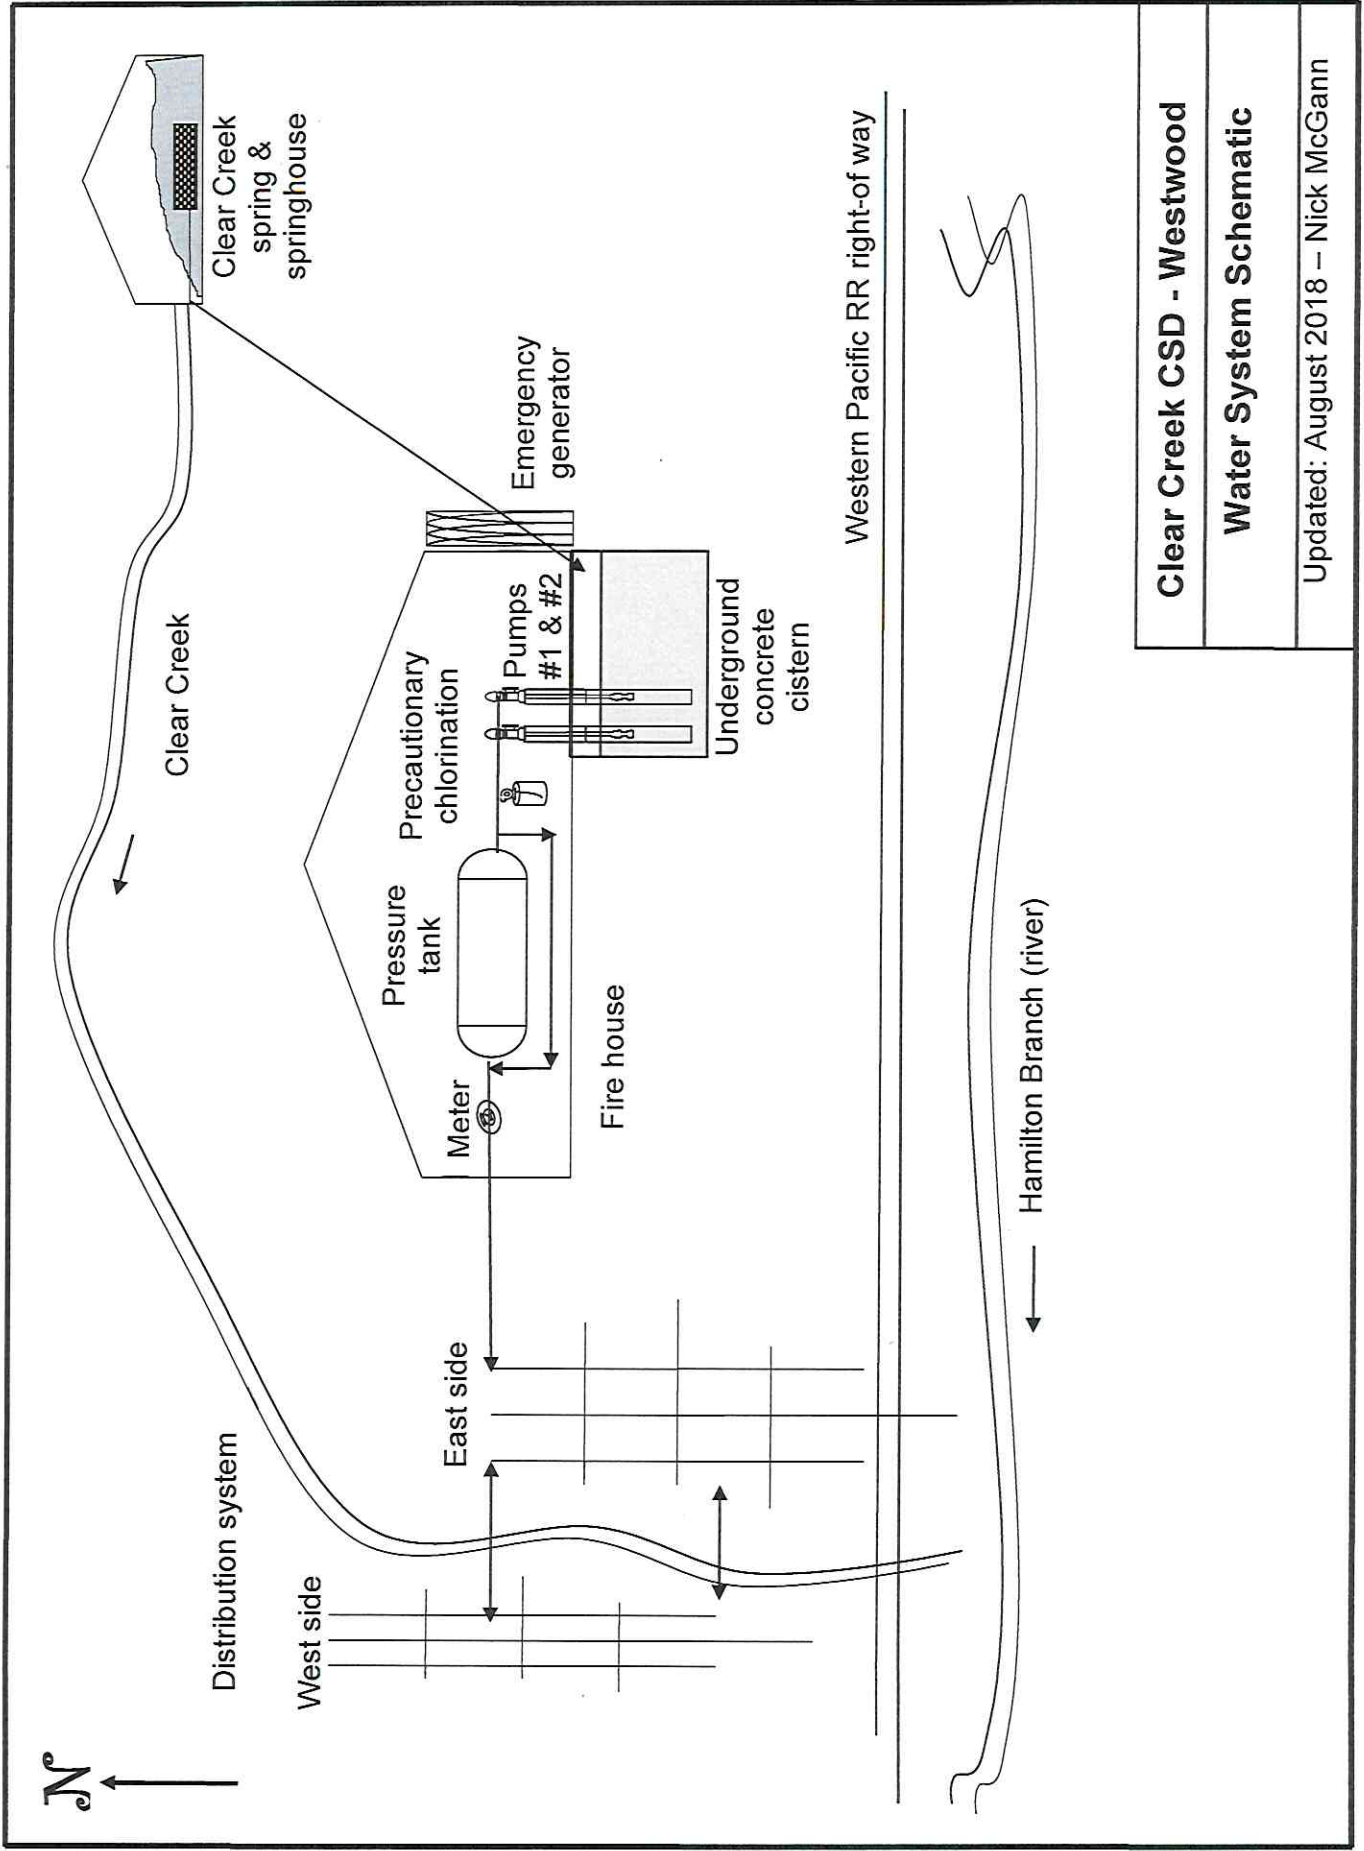 N
Distribution system
West side
East side
Clear Creek
Clear Creek
spring &
springhouse
Pressure
tank
Precautionary
chlorination
Meter
Pumps
#1 & #2
Emergency
generator
Fire house
Underground
concrete
cistern
Western Pacific RR right-of way
Hamilton Branch (river)
Clear Creek CSD - Westwood
Water System Schematic
Updated: August 2018 – Nick McGann